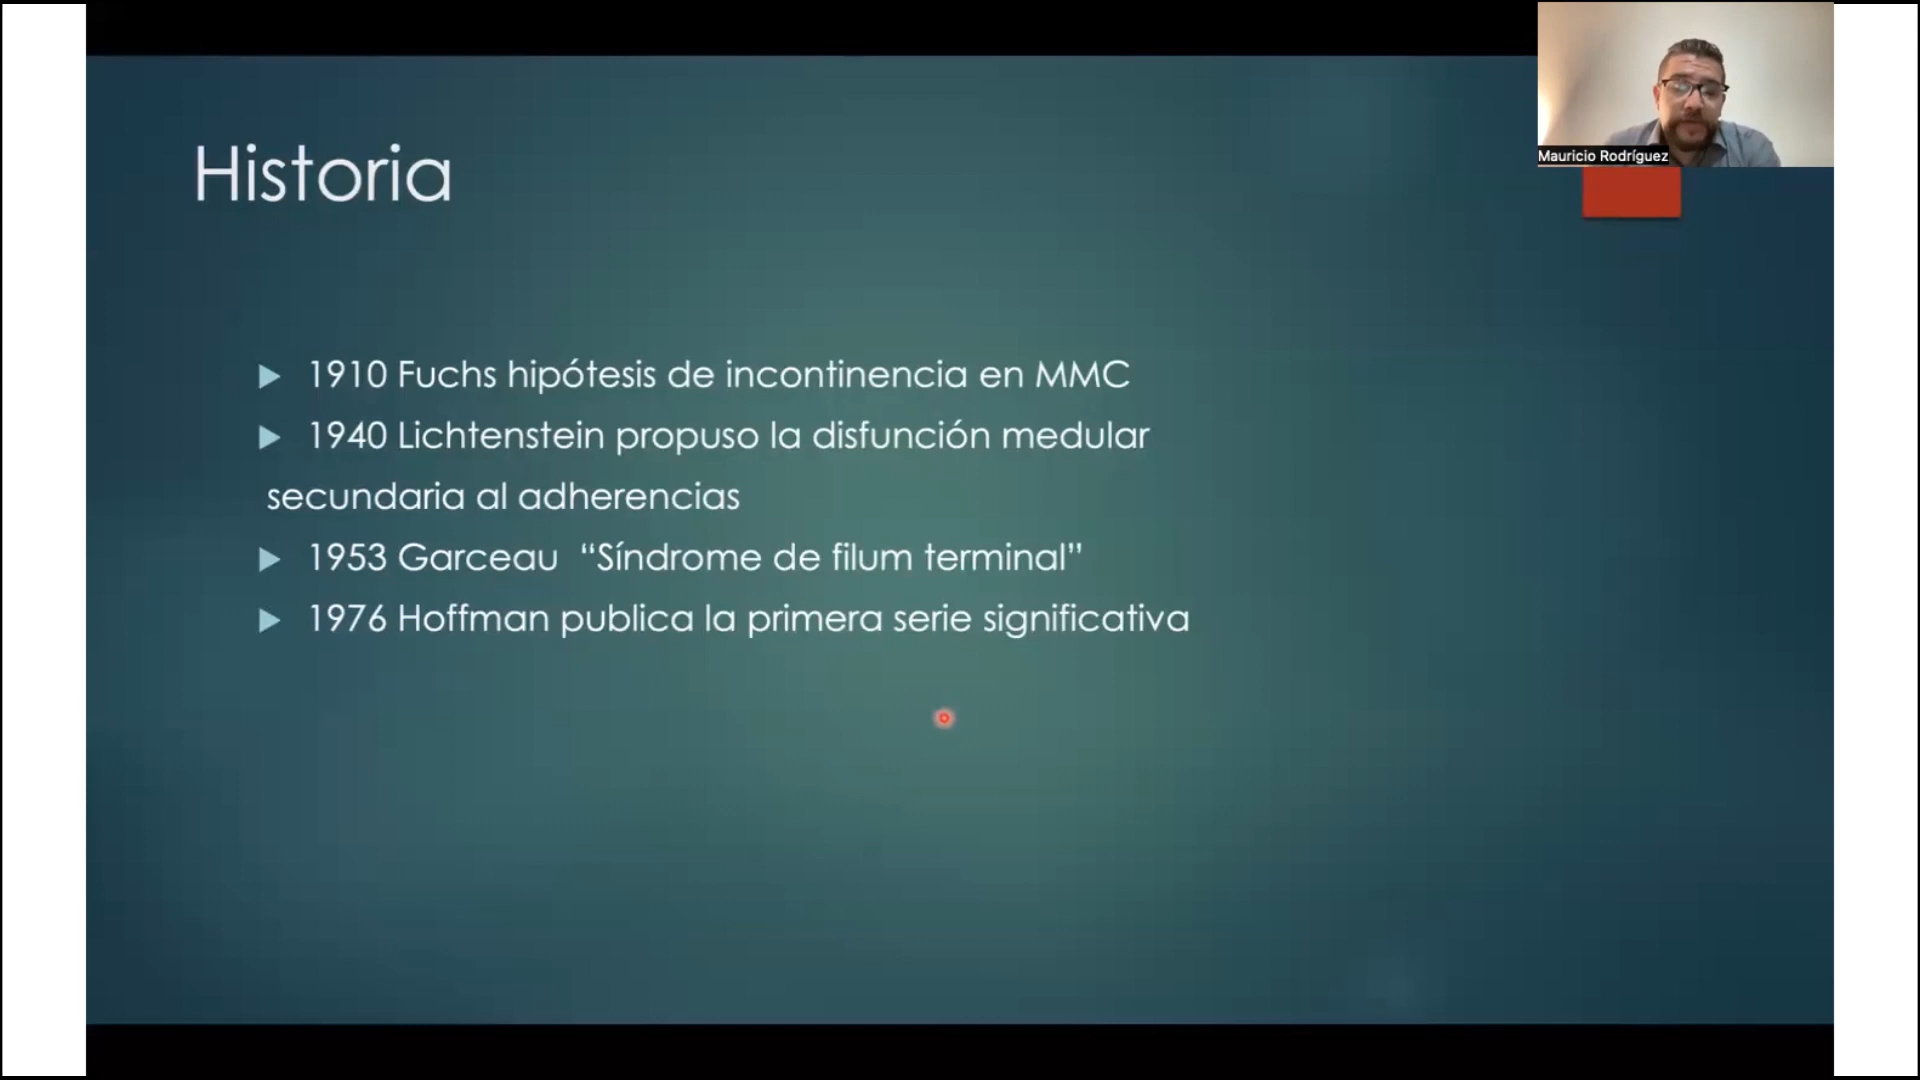 Mauricio Rodríguez
Historia
1910 Fuchs hipótesis de incontinencia en MMC
1940 Lichtenstein propuso la disfunción medular
secundaria al adherencias
1953 Garceau “Síndrome de filum terminal”
1976 Hoffman publica la primera serie significativa